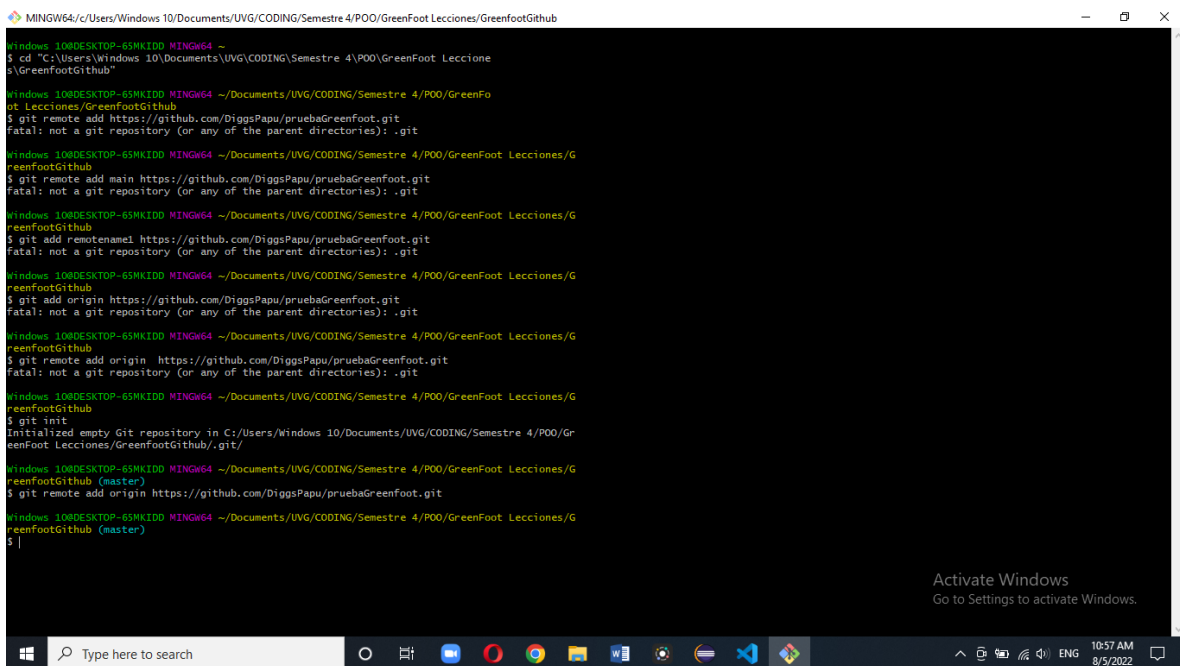 MINGW64:/c/Users/Windows 10/Documents/UVG/CODING/Semestre 4/POO/GreenFoot Lecciones/GreenfootGithub
Windows 10@DESKTOP-65MKIDD MINGW64 ~
$ cd "C:\Users\Windows 10\Documents\UVG\CODING\Semestre 4\POO\GreenFoot Leccione
s\GreenfootGithub"
Windows 10@DESKTOP-65MKIDD MINGW64 ~/Documents/UVG/CODING/Semestre 4/POO/GreenFo
ot Lecciones/GreenfootGithub
$ git remote add https://github.com/DiggsPapu/pruebaGreenfoot.git
fatal: not a git repository (or any of the parent directories): .git
Windows 10@DESKTOP-65MKIDD MINGW64 ~/Documents/UVG/CODING/Semestre 4/POO/GreenFoot Lecciones/G
reenfootGithub
$ git remote add main https://github.com/DiggsPapu/pruebaGreenfoot.git
fatal: not a git repository (or any of the parent directories): .git
Windows 10@DESKTOP-65MKIDD MINGW64 ~/Documents/UVG/CODING/Semestre 4/POO/GreenFoot Lecciones/G
reenfootGithub
$ git add remotename1 https://github.com/DiggsPapu/pruebaGreenfoot.git
fatal: not a git repository (or any of the parent directories): .git
Windows 10@DESKTOP-65MKIDD MINGW64 ~/Documents/UVG/CODING/Semestre 4/POO/GreenFoot Lecciones/G
reenfootGithub
$ git add origin https://github.com/DiggsPapu/pruebaGreenfoot.git
fatal: not a git repository (or any of the parent directories): .git
Windows 10@DESKTOP-65MKIDD MINGW64 ~/Documents/UVG/CODING/Semestre 4/POO/GreenFoot Lecciones/G
reenfootGithub
$ git remote add origin  https://github.com/DiggsPapu/pruebaGreenfoot.git
fatal: not a git repository (or any of the parent directories): .git
Windows 10@DESKTOP-65MKIDD MINGW64 ~/Documents/UVG/CODING/Semestre 4/POO/GreenFoot Lecciones/G
reenfootGithub
$ git init
Initialized empty Git repository in C:/Users/Windows 10/Documents/UVG/CODING/Semestre 4/POO/Gr
eenFoot Lecciones/GreenfootGithub/.git/
Windows 10@DESKTOP-65MKIDD MINGW64 ~/Documents/UVG/CODING/Semestre 4/POO/GreenFoot Lecciones/G
reenfootGithub (master)
$ git remote add origin https://github.com/DiggsPapu/pruebaGreenfoot.git
Windows 10@DESKTOP-65MKIDD MINGW64 ~/Documents/UVG/CODING/Semestre 4/POO/GreenFoot Lecciones/G
reenfootGithub (master)
$
Activate Windows
Go to Settings to activate Windows.
Type here to search
ENG
10:57 AM
8/5/2022